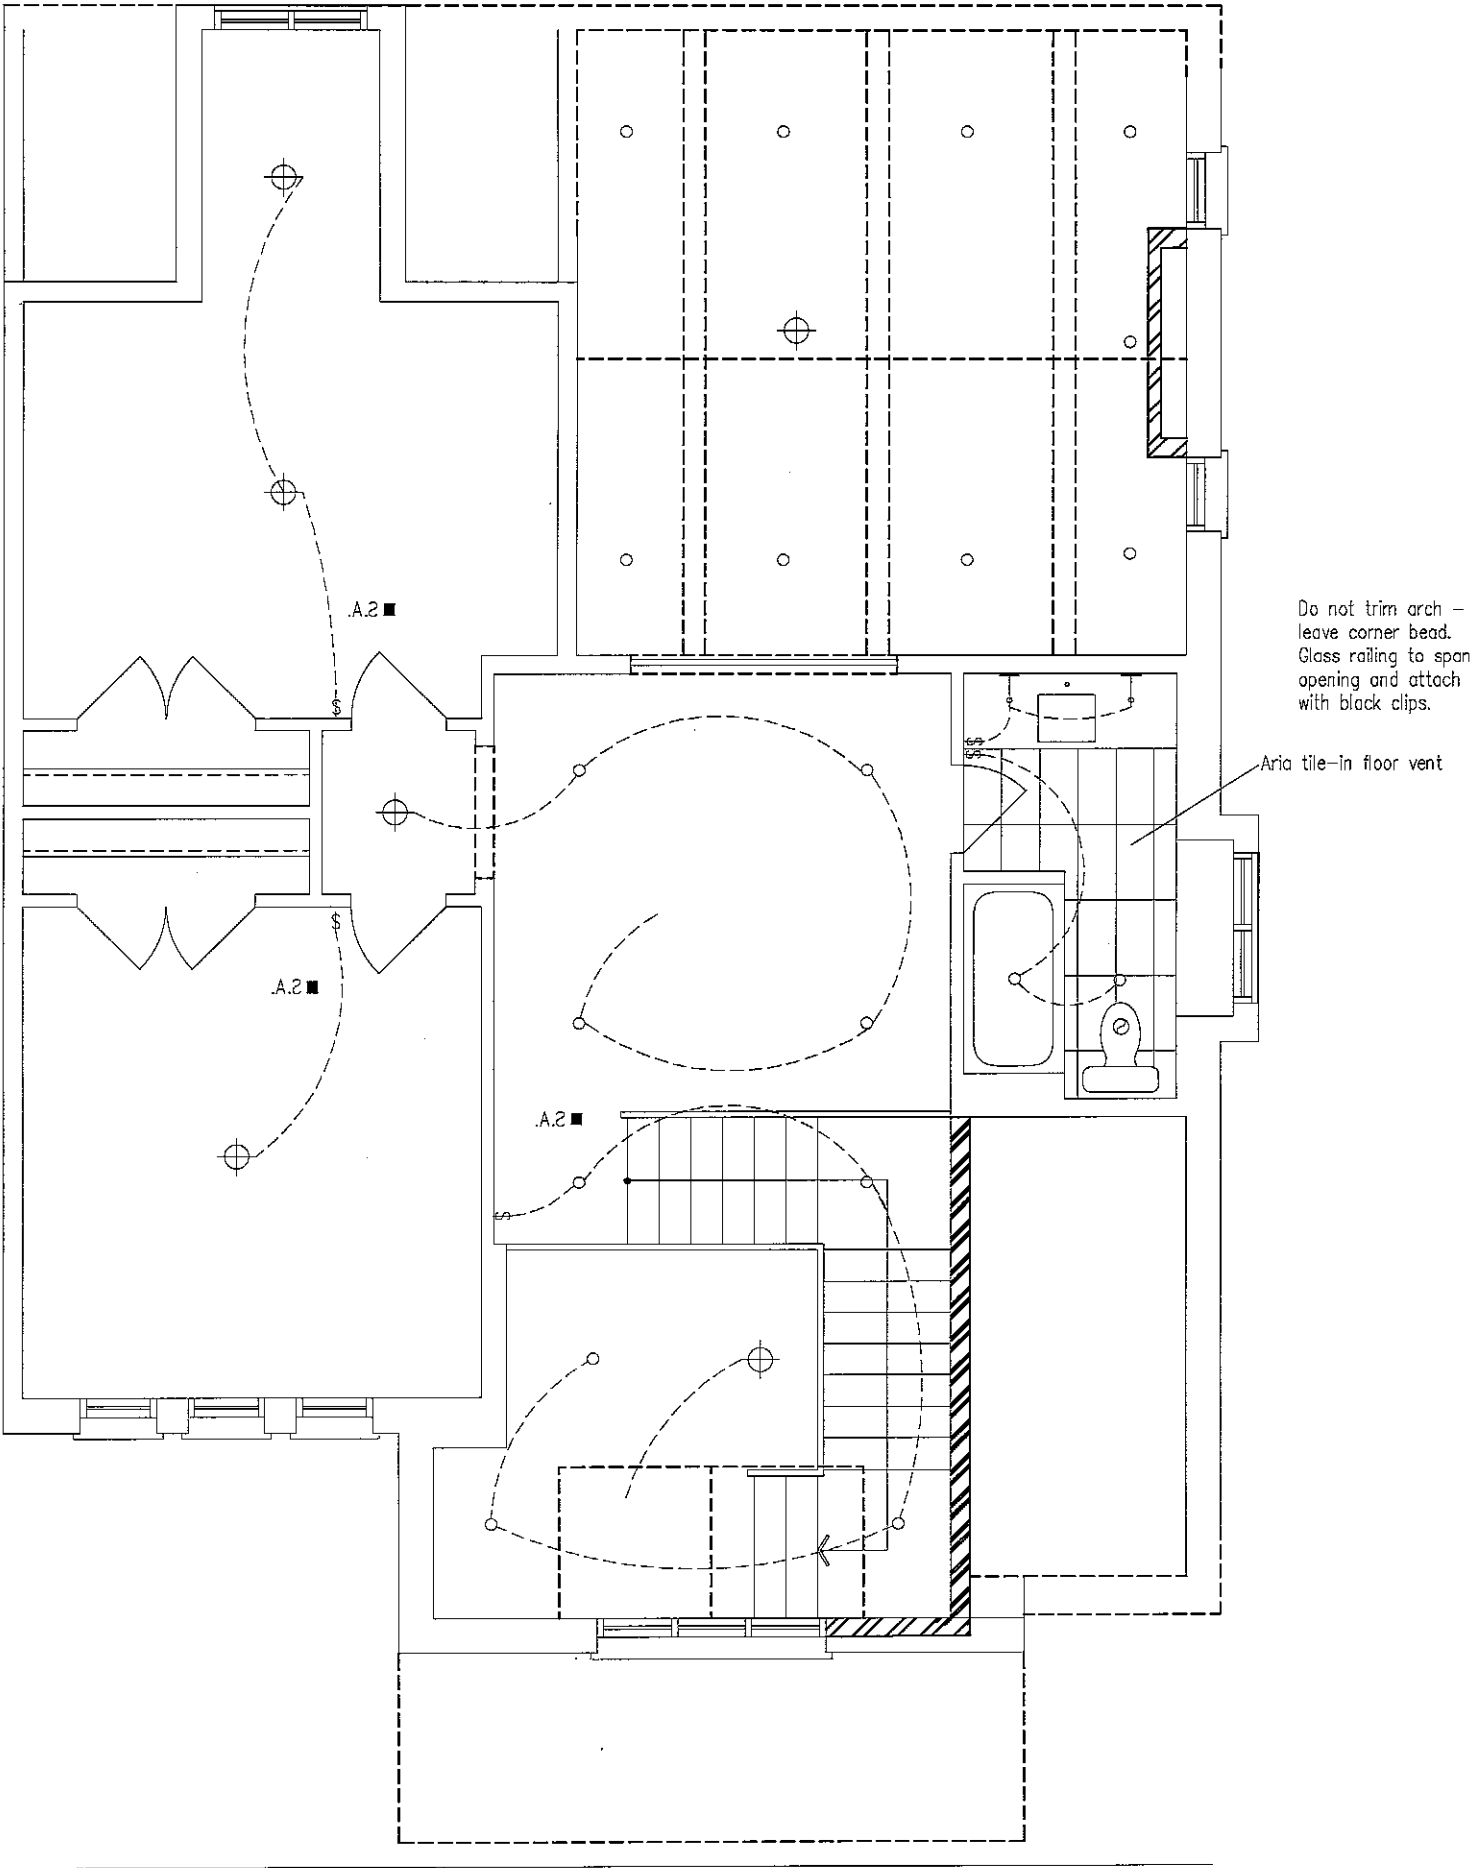 S.A.
Do not trim arch –
leave corner bead.
Glass railing to span
opening and attach
with black clips.
S
S
S
Aria tile–in floor vent
S
S.A.
S.A.
S